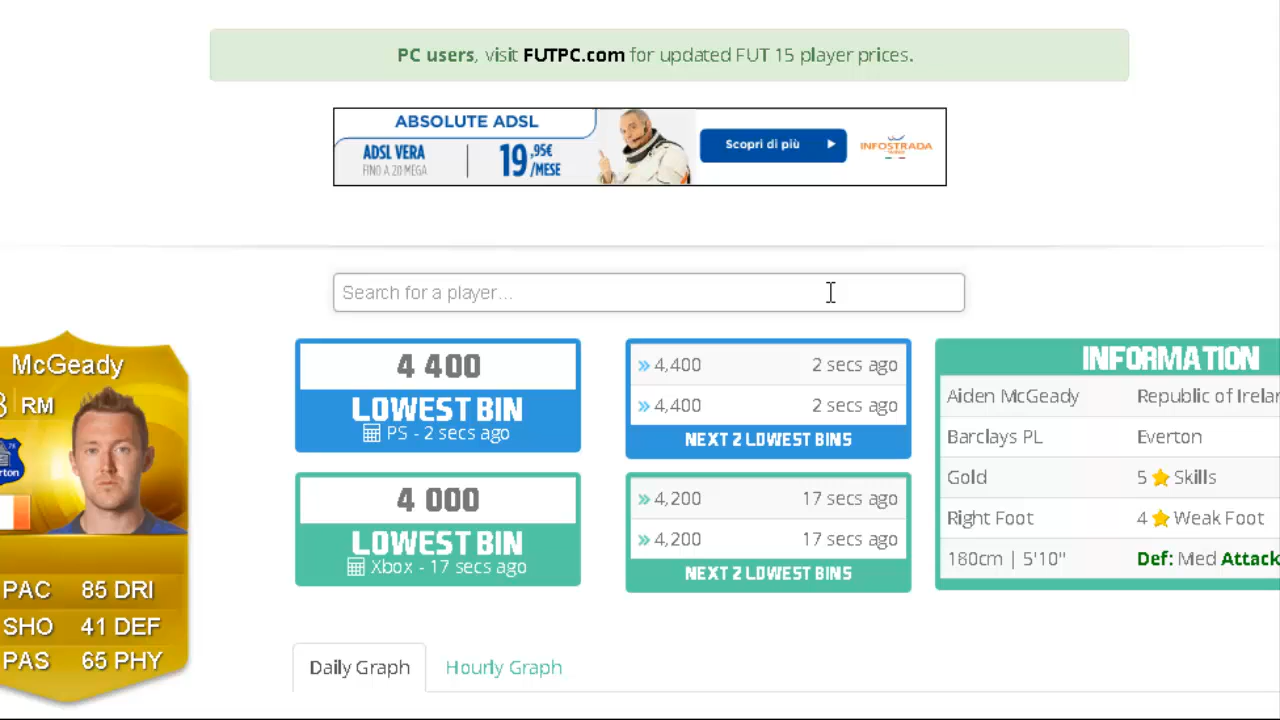 PC users, visit FUTPC.com for updated FUT 15 player prices.
ABSOLUTE ADSL
ADSL VERA
FINO A 20 MEGA
19,95€
/MESE
Scopri di più
INFOSTRADA
Search for a player...
McGeady
RM
PAC 85 DRI
SHO 41 DEF
PAS 65 PHY
4 400
LOWEST BIN
PS - 2 secs ago
» 4,400 2 secs ago
» 4,400 2 secs ago
NEXT 2 LOWEST BINS
4 000
LOWEST BIN
Xbox - 17 secs ago
» 4,200 17 secs ago
» 4,200 17 secs ago
NEXT 2 LOWEST BINS
INFORMATION
Aiden McGeady Republic of Irelan
Barclays PL Everton
Gold 5 Skills
Right Foot 4 Weak Foot
180cm | 5'10" Def: Med Attack
Daily Graph Hourly Graph